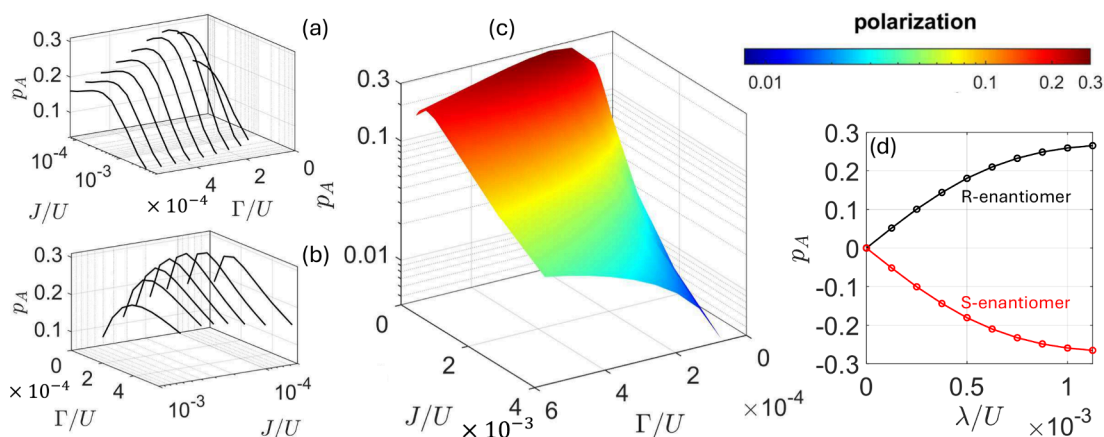 (a)
0.3
0.2
0.1
p_A
10^-4
10^-3
J/U
× 10^-4
4
2
0
Γ/U
(b)
0.3
0.2
0.1
p_A
0
× 10^-4
2
4
Γ/U
10^-3
10^-4
J/U
(c)
0.3
0.1
0.01
p_A
0
2
4
× 10^-3
J/U
6
4
2
0
×10^-4
Γ/U
polarization
0.01
0.1
0.2
0.3
(d)
0.3
0.2
0.1
0
-0.1
-0.2
-0.3
p_A
R-enantiomer
S-enantiomer
0
0.5
1
λ/U
×10^-3